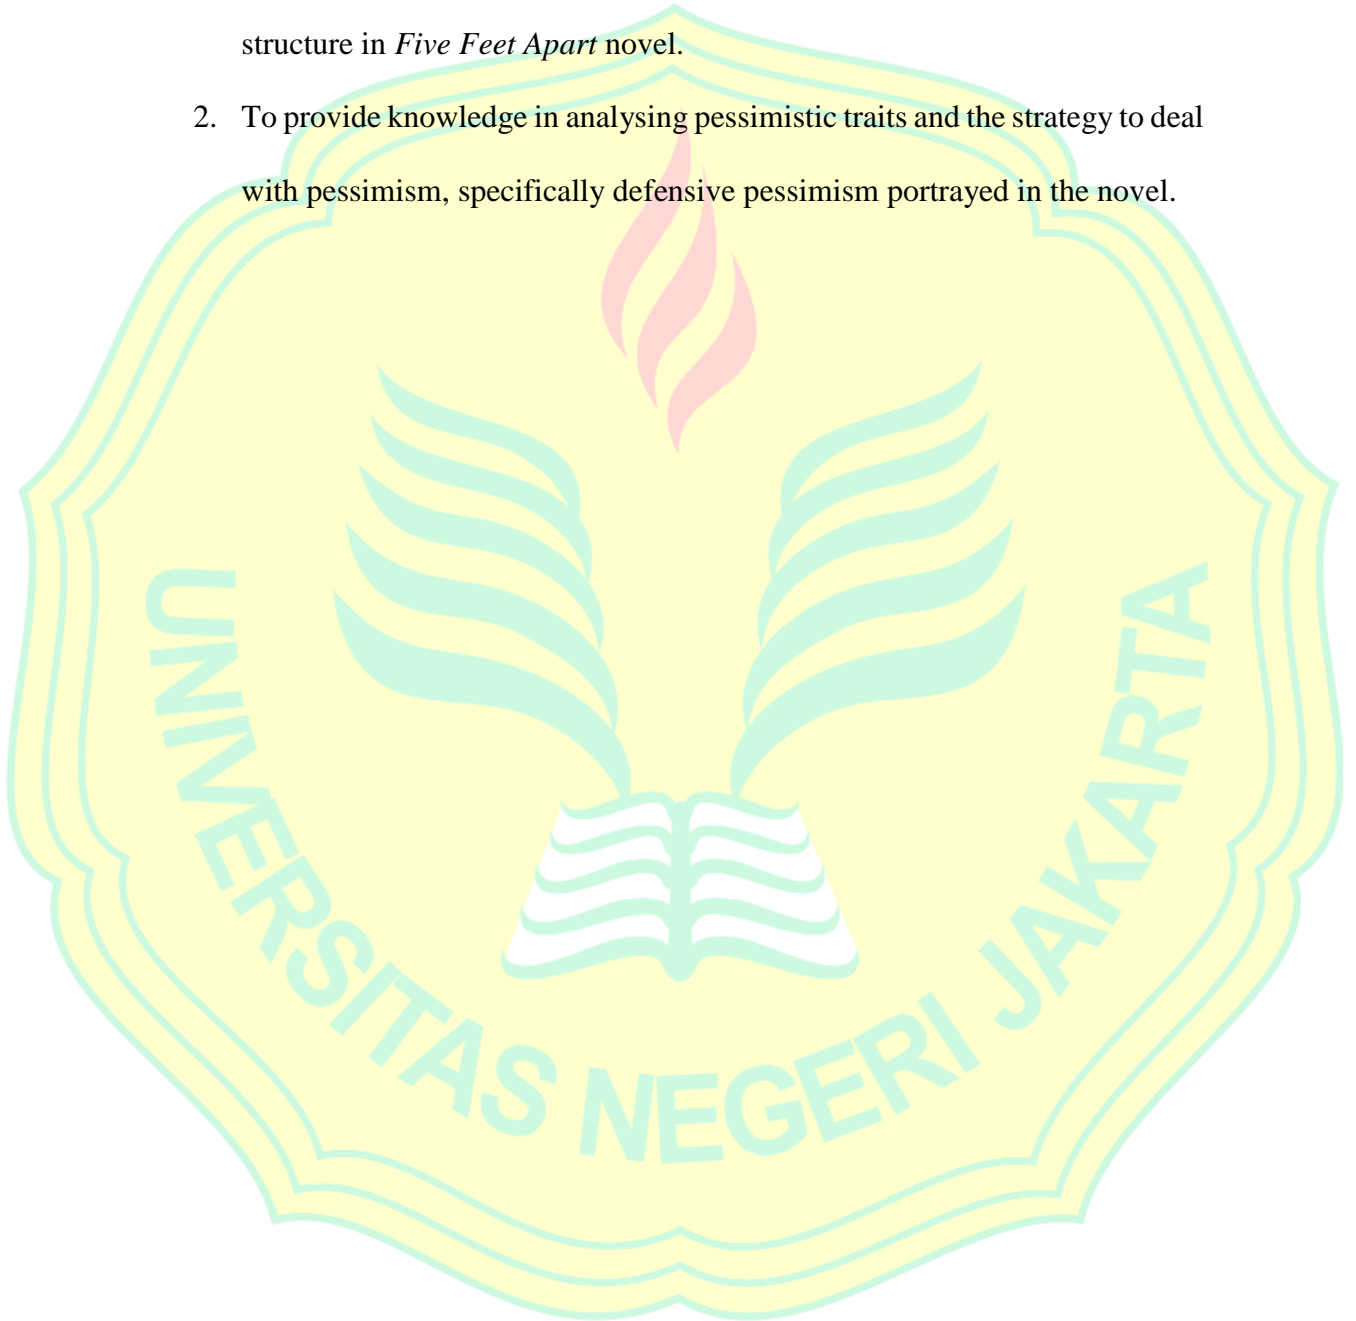 structure in Five Feet Apart novel.
2. To provide knowledge in analysing pessimistic traits and the strategy to deal
with pessimism, specifically defensive pessimism portrayed in the novel.
UNIVERSITAS NEGERI JAKARTA